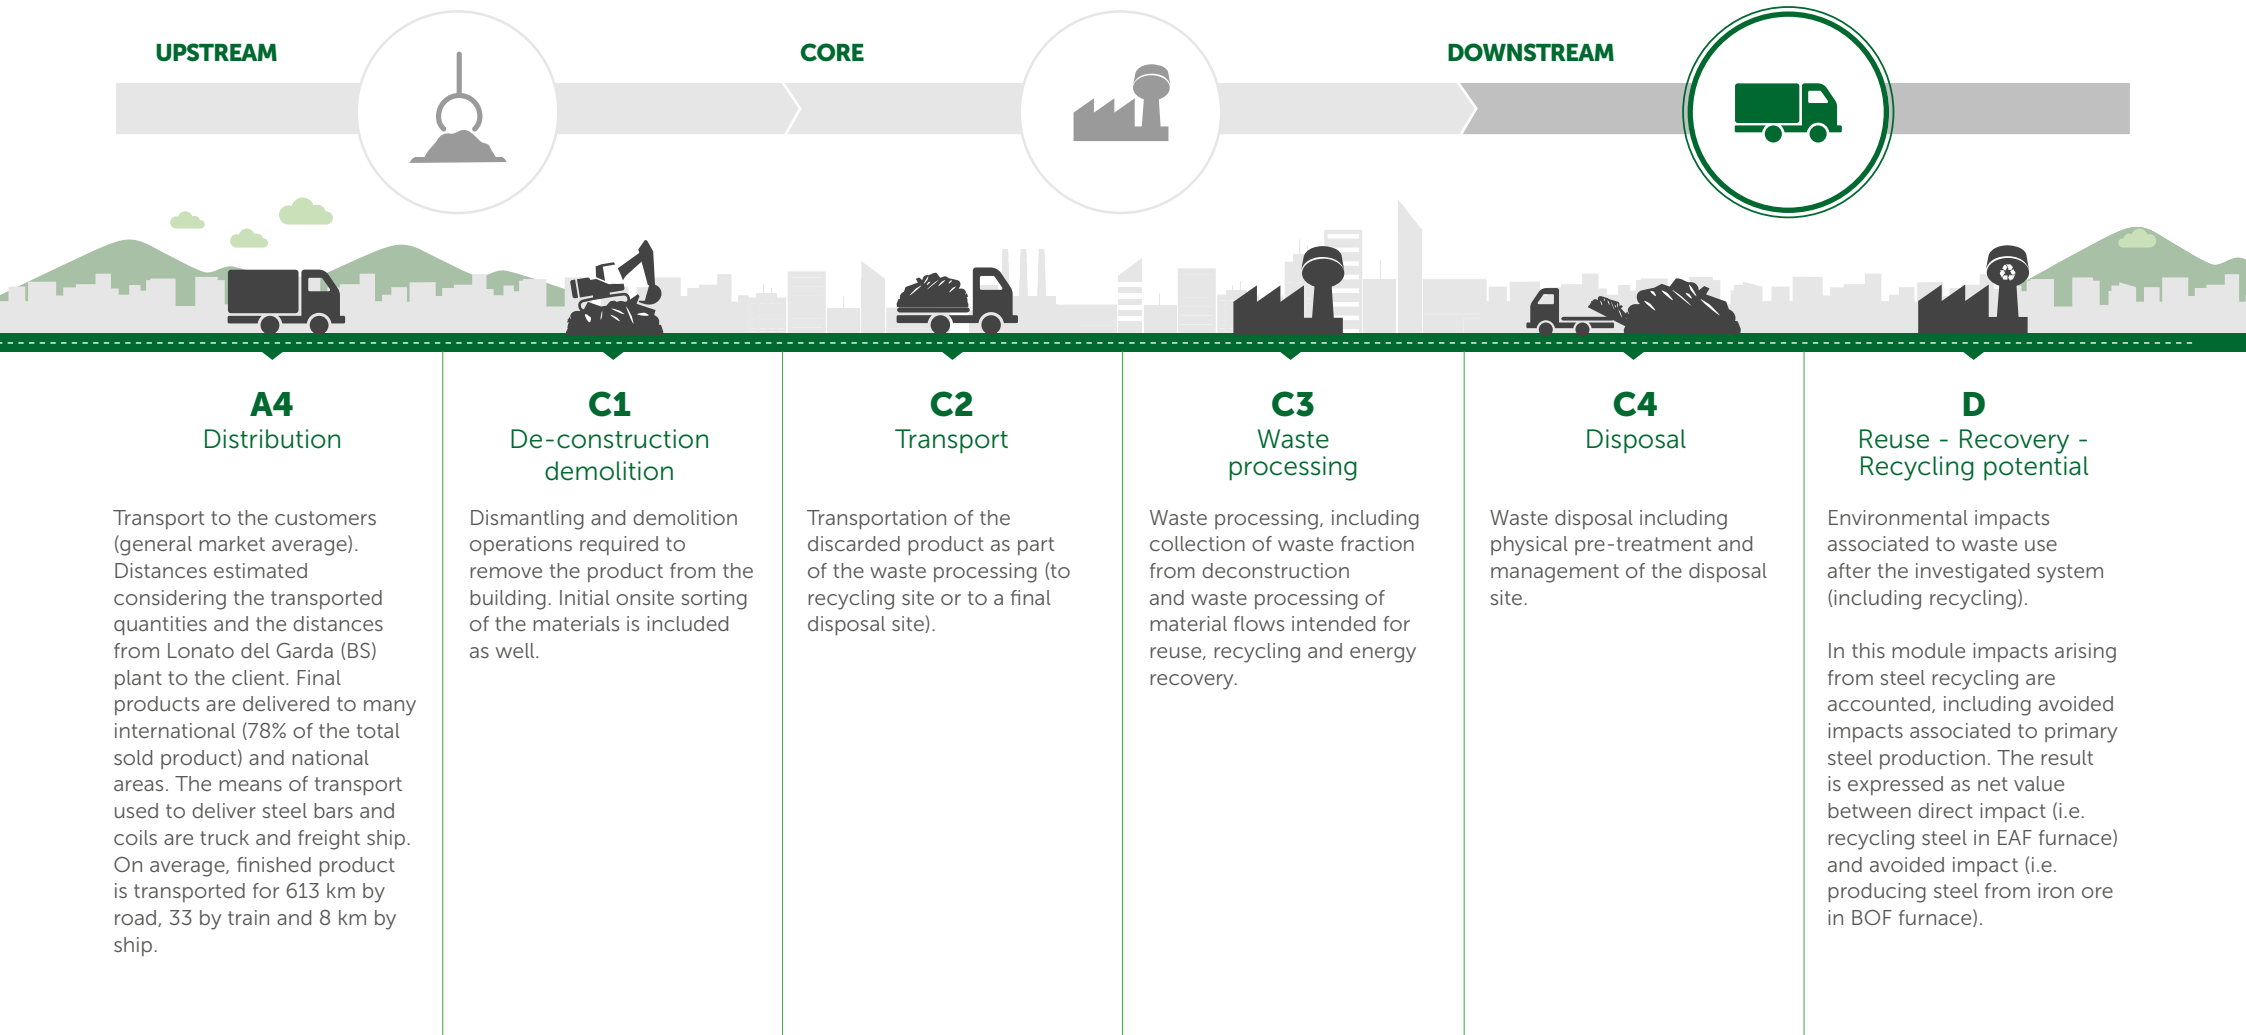 UPSTREAM
CORE
DOWNSTREAM
A4
Distribution
Transport to the customers
(general market average).
Distances estimated
considering the transported
quantities and the distances
from Lonato del Garda (BS)
plant to the client. Final
products are delivered to many
international (78% of the total
sold product) and national
areas. The means of transport
used to deliver steel bars and
coils are truck and freight ship.
On average, finished product
is transported for 613 km by
road, 33 by train and 8 km by
ship.
C1
De-construction
demolition
Dismantling and demolition
operations required to
remove the product from the
building. Initial onsite sorting
of the materials is included
as well.
C2
Transport
Transportation of the
discarded product as part
of the waste processing (to
recycling site or to a final
disposal site).
C3
Waste
processing
Waste processing, including
collection of waste fraction
from deconstruction
and waste processing of
material flows intended for
reuse, recycling and energy
recovery.
C4
Disposal
Waste disposal including
physical pre-treatment and
management of the disposal
site.
D
Reuse - Recovery -
Recycling potential
Environmental impacts
associated to waste use
after the investigated system
(including recycling).
In this module impacts arising
from steel recycling are
accounted, including avoided
impacts associated to primary
steel production. The result
is expressed as net value
between direct impact (i.e.
recycling steel in EAF furnace)
and avoided impact (i.e.
producing steel from iron ore
in BOF furnace).